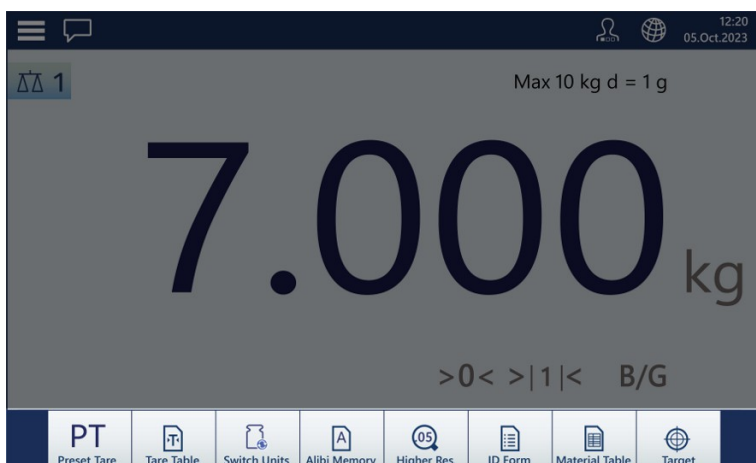 12:20
05.Oct.2023
1
Max 10 kg d = 1 g
7.000 kg
>0< >|1|< B/G
PT
Preset Tare
Tare Table
Switch Units
A
Alibi Memory
.05
Higher Res.
ID Form
Material Table
Target